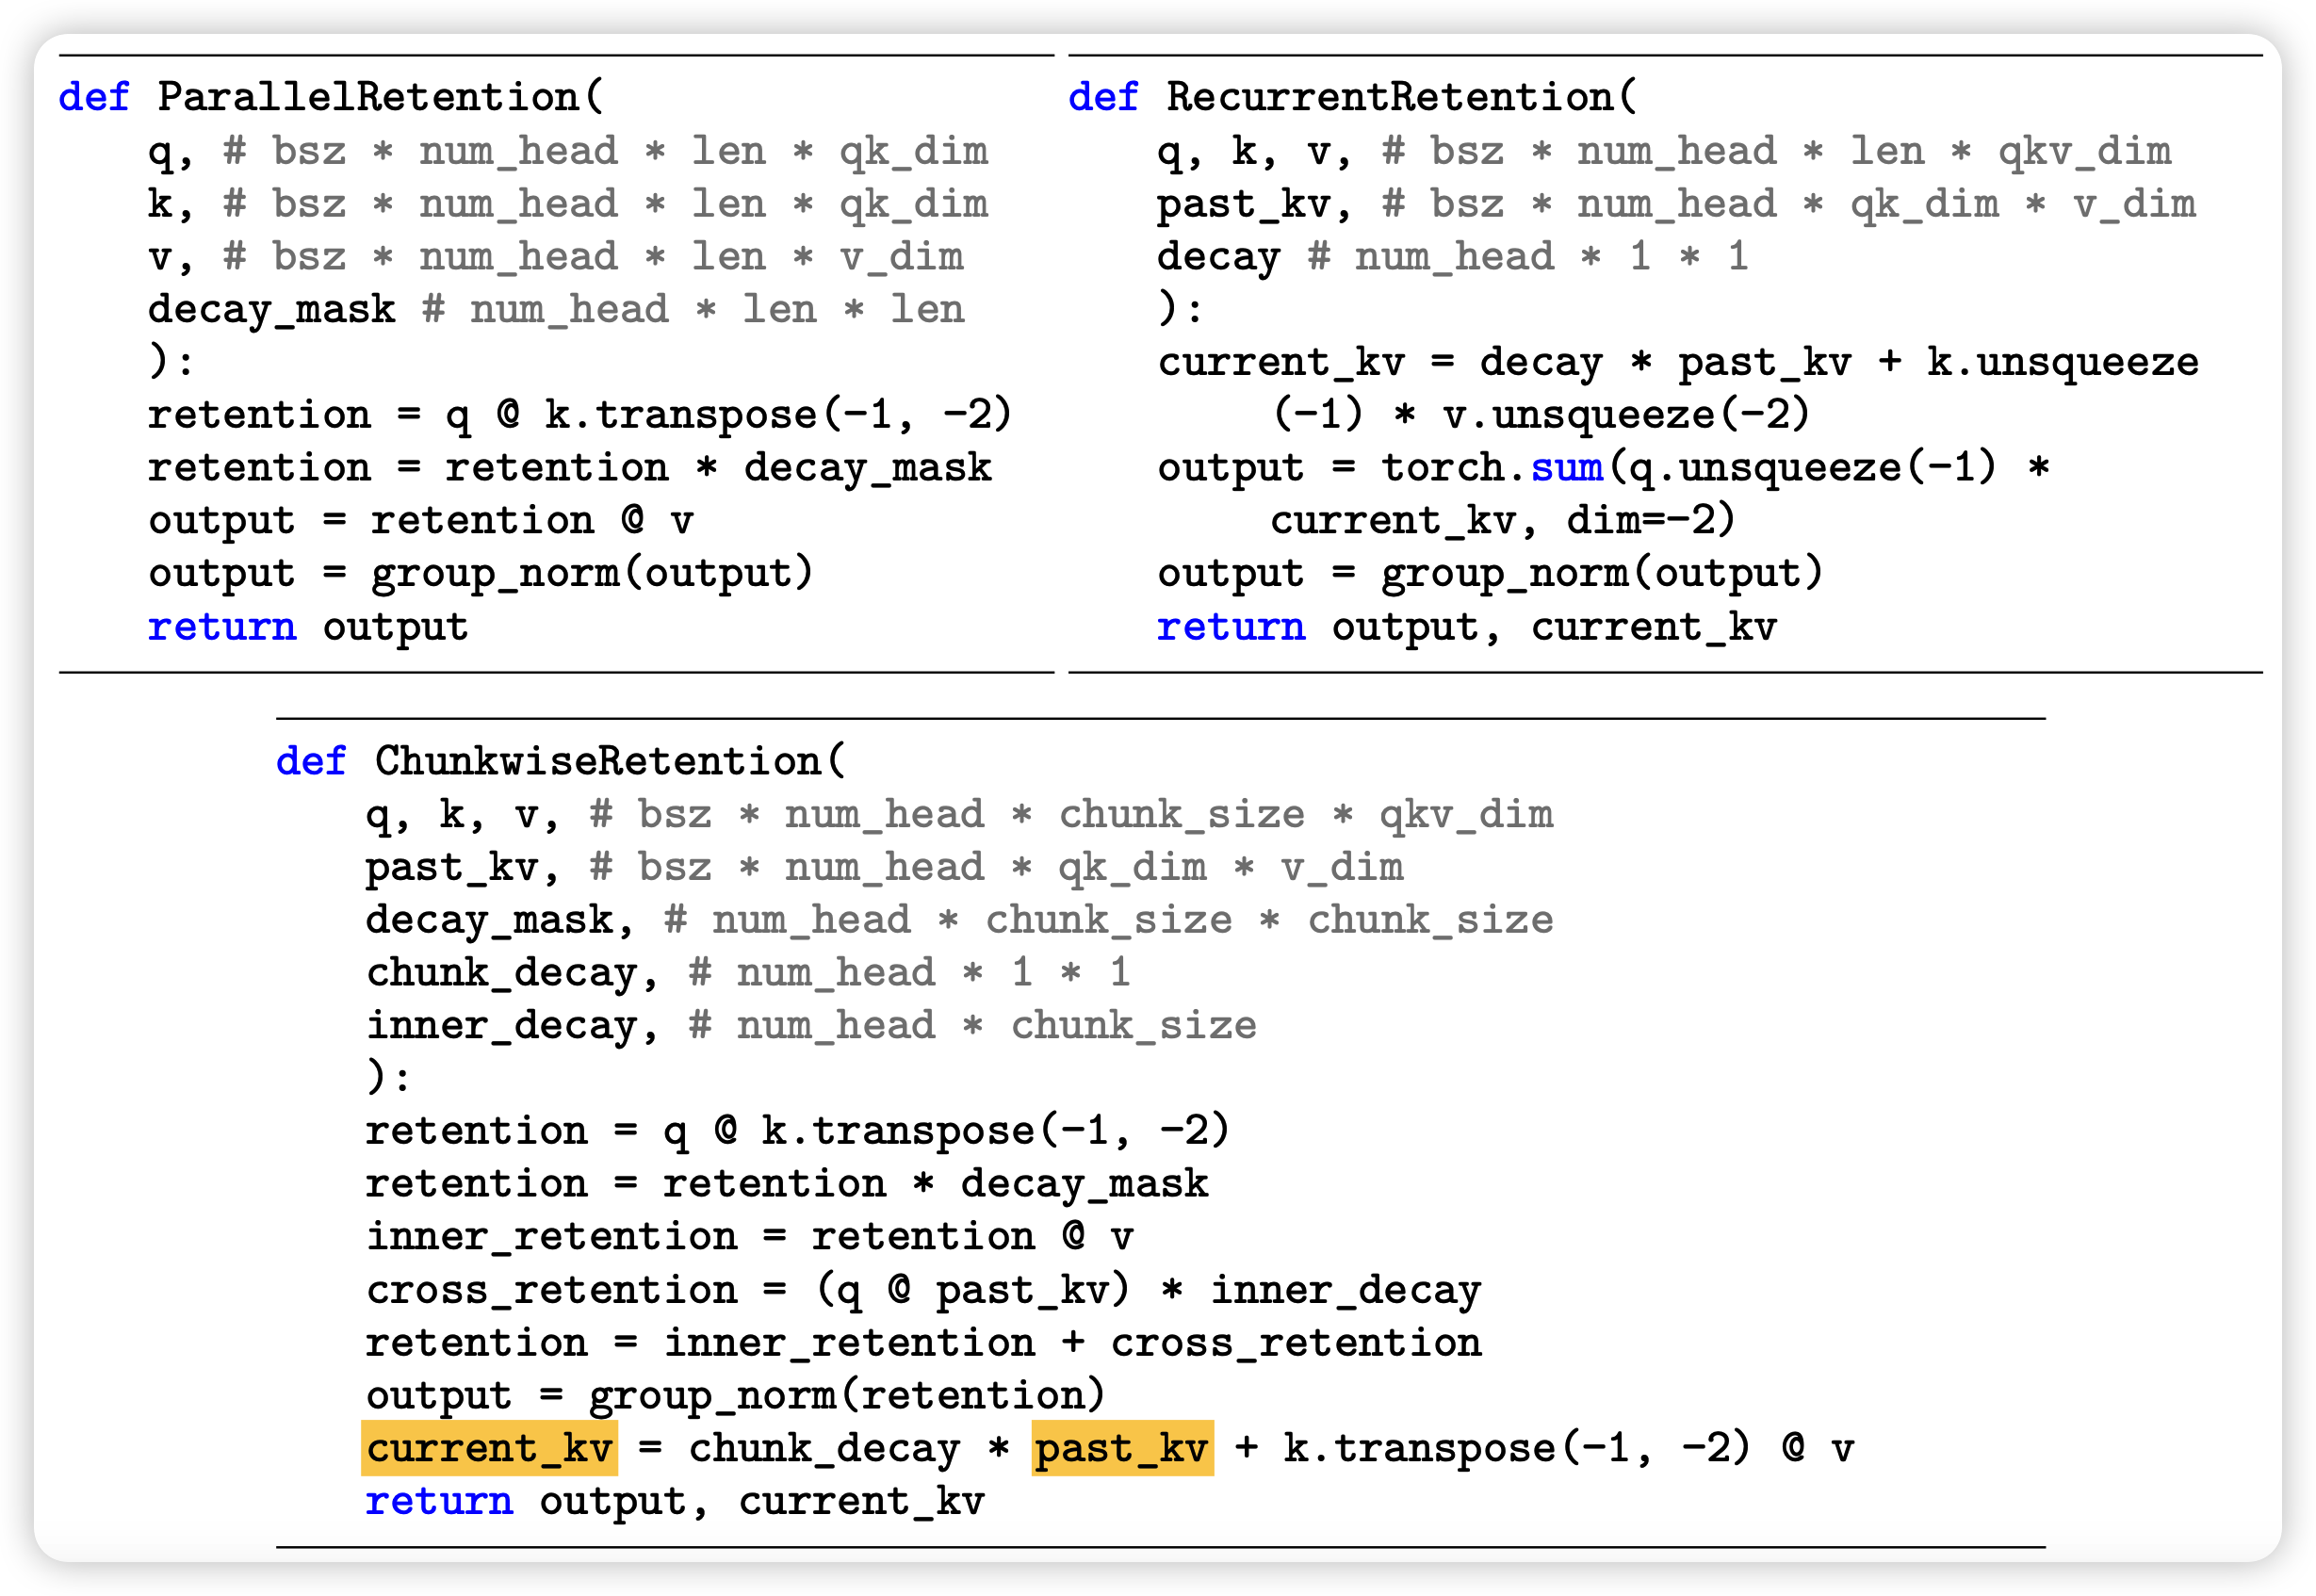 def ParallelRetention(
q, # bsz * num_head * len * qk_dim
k, # bsz * num_head * len * qk_dim
v, # bsz * num_head * len * v_dim
decay_mask # num_head * len * len
):
retention = q @ k.transpose(-1, -2)
retention = retention * decay_mask
output = retention @ v
output = group_norm(output)
return output
def RecurrentRetention(
q, k, v, # bsz * num_head * len * qkv_dim
past_kv, # bsz * num_head * qk_dim * v_dim
decay # num_head * 1 * 1
):
current_kv = decay * past_kv + k.unsqueeze
(-1) * v.unsqueeze(-2)
output = torch.sum(q.unsqueeze(-1) *
current_kv, dim=-2)
output = group_norm(output)
return output, current_kv
def ChunkwiseRetention(
q, k, v, # bsz * num_head * chunk_size * qkv_dim
past_kv, # bsz * num_head * qk_dim * v_dim
decay_mask, # num_head * chunk_size * chunk_size
chunk_decay, # num_head * 1 * 1
inner_decay, # num_head * chunk_size
):
retention = q @ k.transpose(-1, -2)
retention = retention * decay_mask
inner_retention = retention @ v
cross_retention = (q @ past_kv) * inner_decay
retention = inner_retention + cross_retention
output = group_norm(retention)
current_kv = chunk_decay * past_kv + k.transpose(-1, -2) @ v
return output, current_kv